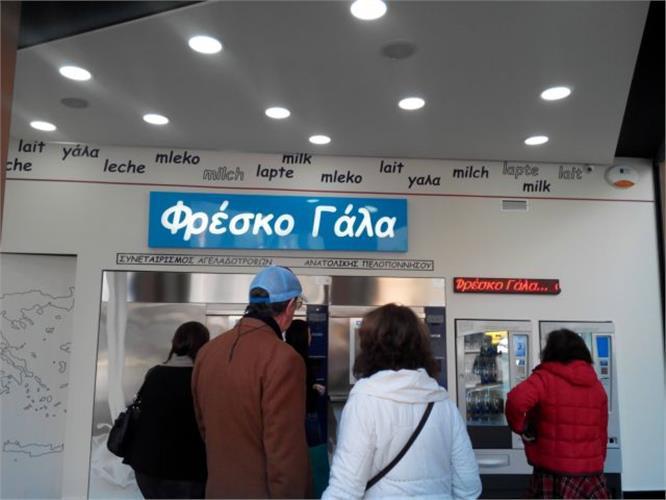 lait γάλα mleko milk lait milch lapte lait
che leche milch lapte mleko γαλα milk
Φρέσκο Γάλα
ΣΥΝΕΤΑΙΡΙΣΜΟΣ ΑΓΕΛΑΔΟΤΡΟΦΩΝ ΑΝΑΤΟΛΙΚΗΣ ΠΕΛΟΠΟΝΝΗΣΟΥ
Φρέσκο Γάλα...